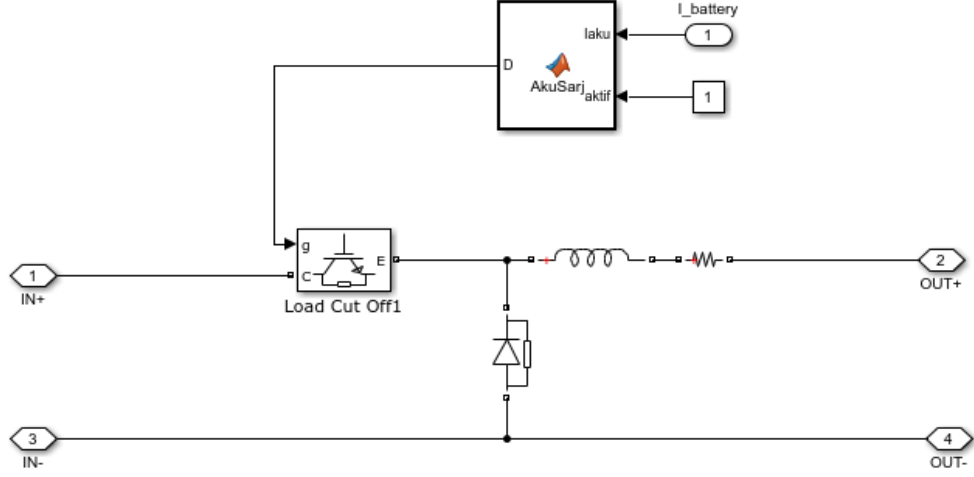 I_battery
Iaku
1
D
AkuSarj
aktif
1
g
C
E
Load Cut Off1
1
IN+
2
OUT+
3
IN-
4
OUT-